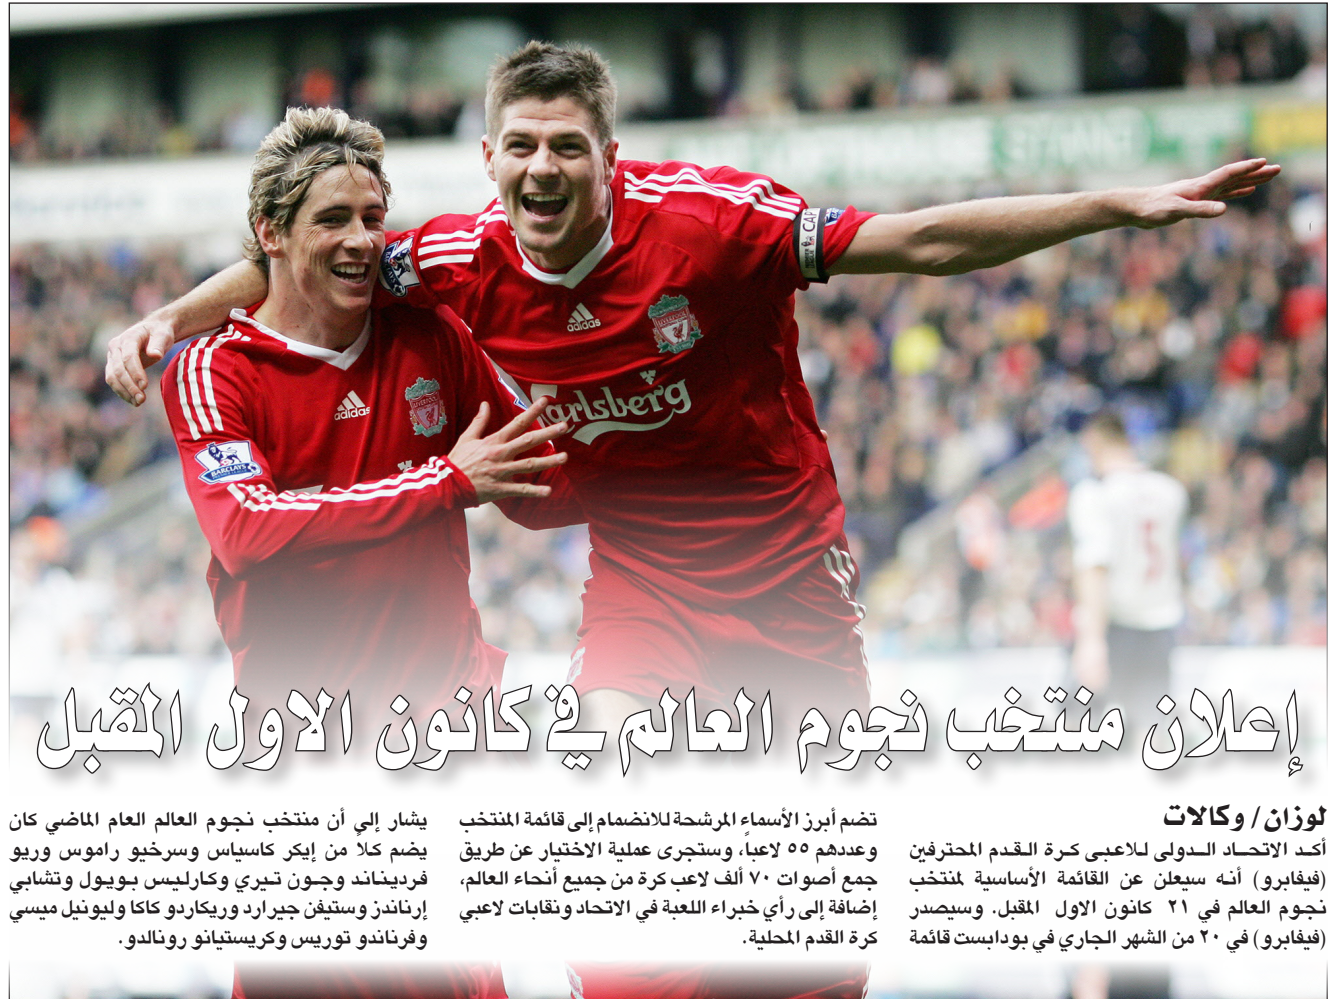 CAP
adidas
adidas
LIVERPOOL
BARCLAYS
arlsberg
إعلان منتخب نجوم العالم في كانون الاول المقبل
لوزان/ وكالات
أكد الاتحاد الدولي للاعبي كرة القدم المحترفين
(فيفابرو) أنه سيعلن عن القائمة الأساسية لمنتخب
نجوم العالم في ٢١ كانون الاول المقبل. وسيصدر
(فيفابرو) في ٢٠ من الشهر الجاري في بودابست قائمة
تضم أبرز الأسماء المرشحة للانضمام إلى قائمة المنتخب
وعددهم ٥٥ لاعباً، وستجرى عملية الاختيار عن طريق
جمع أصوات ٧٠ ألف لاعب كرة من جميع أنحاء العالم،
إضافة إلى رأي خبراء اللعبة في الاتحاد ونقابات لاعبي
كرة القدم المحلية.
يشار إلى أن منتخب نجوم العالم العام الماضي كان
يضم كلاً من إيكر كاسياس وسرخيو راموس وريو
فرديناند وجون تيري وكارليس بويول وتشابي
إرناندز وستيفن جيرارد وريكاردو كاكا وليونيل ميسي
وفرناندو توريس وكريستيانو رونالدو.